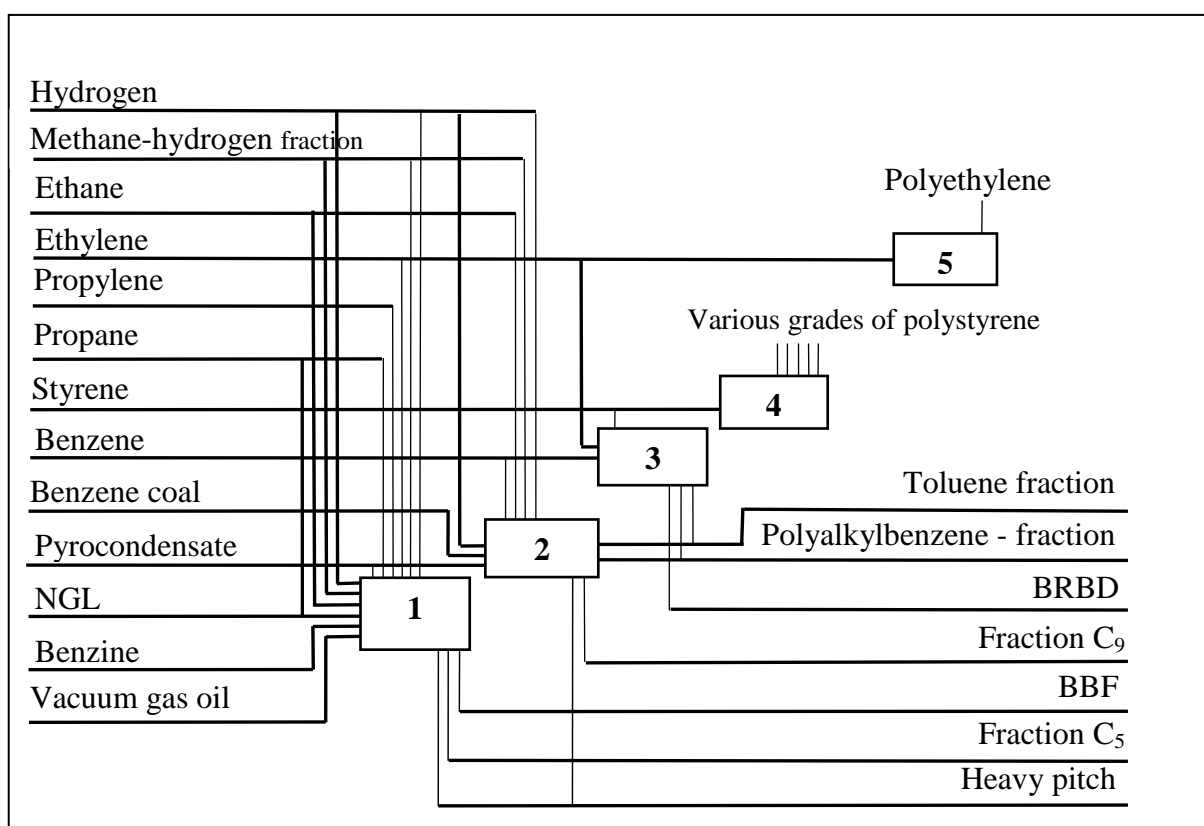 Hydrogen
Methane-hydrogen fraction
Ethane
Ethylene
Propylene
Propane
Styrene
Benzene
Benzene coal
Pyrocondensate
NGL
Benzine
Vacuum gas oil
Polyethylene
5
Various grades of polystyrene
4
3
2
1
Toluene fraction
Polyalkylbenzene - fraction
BRBD
Fraction C₉
BBF
Fraction C₅
Heavy pitch